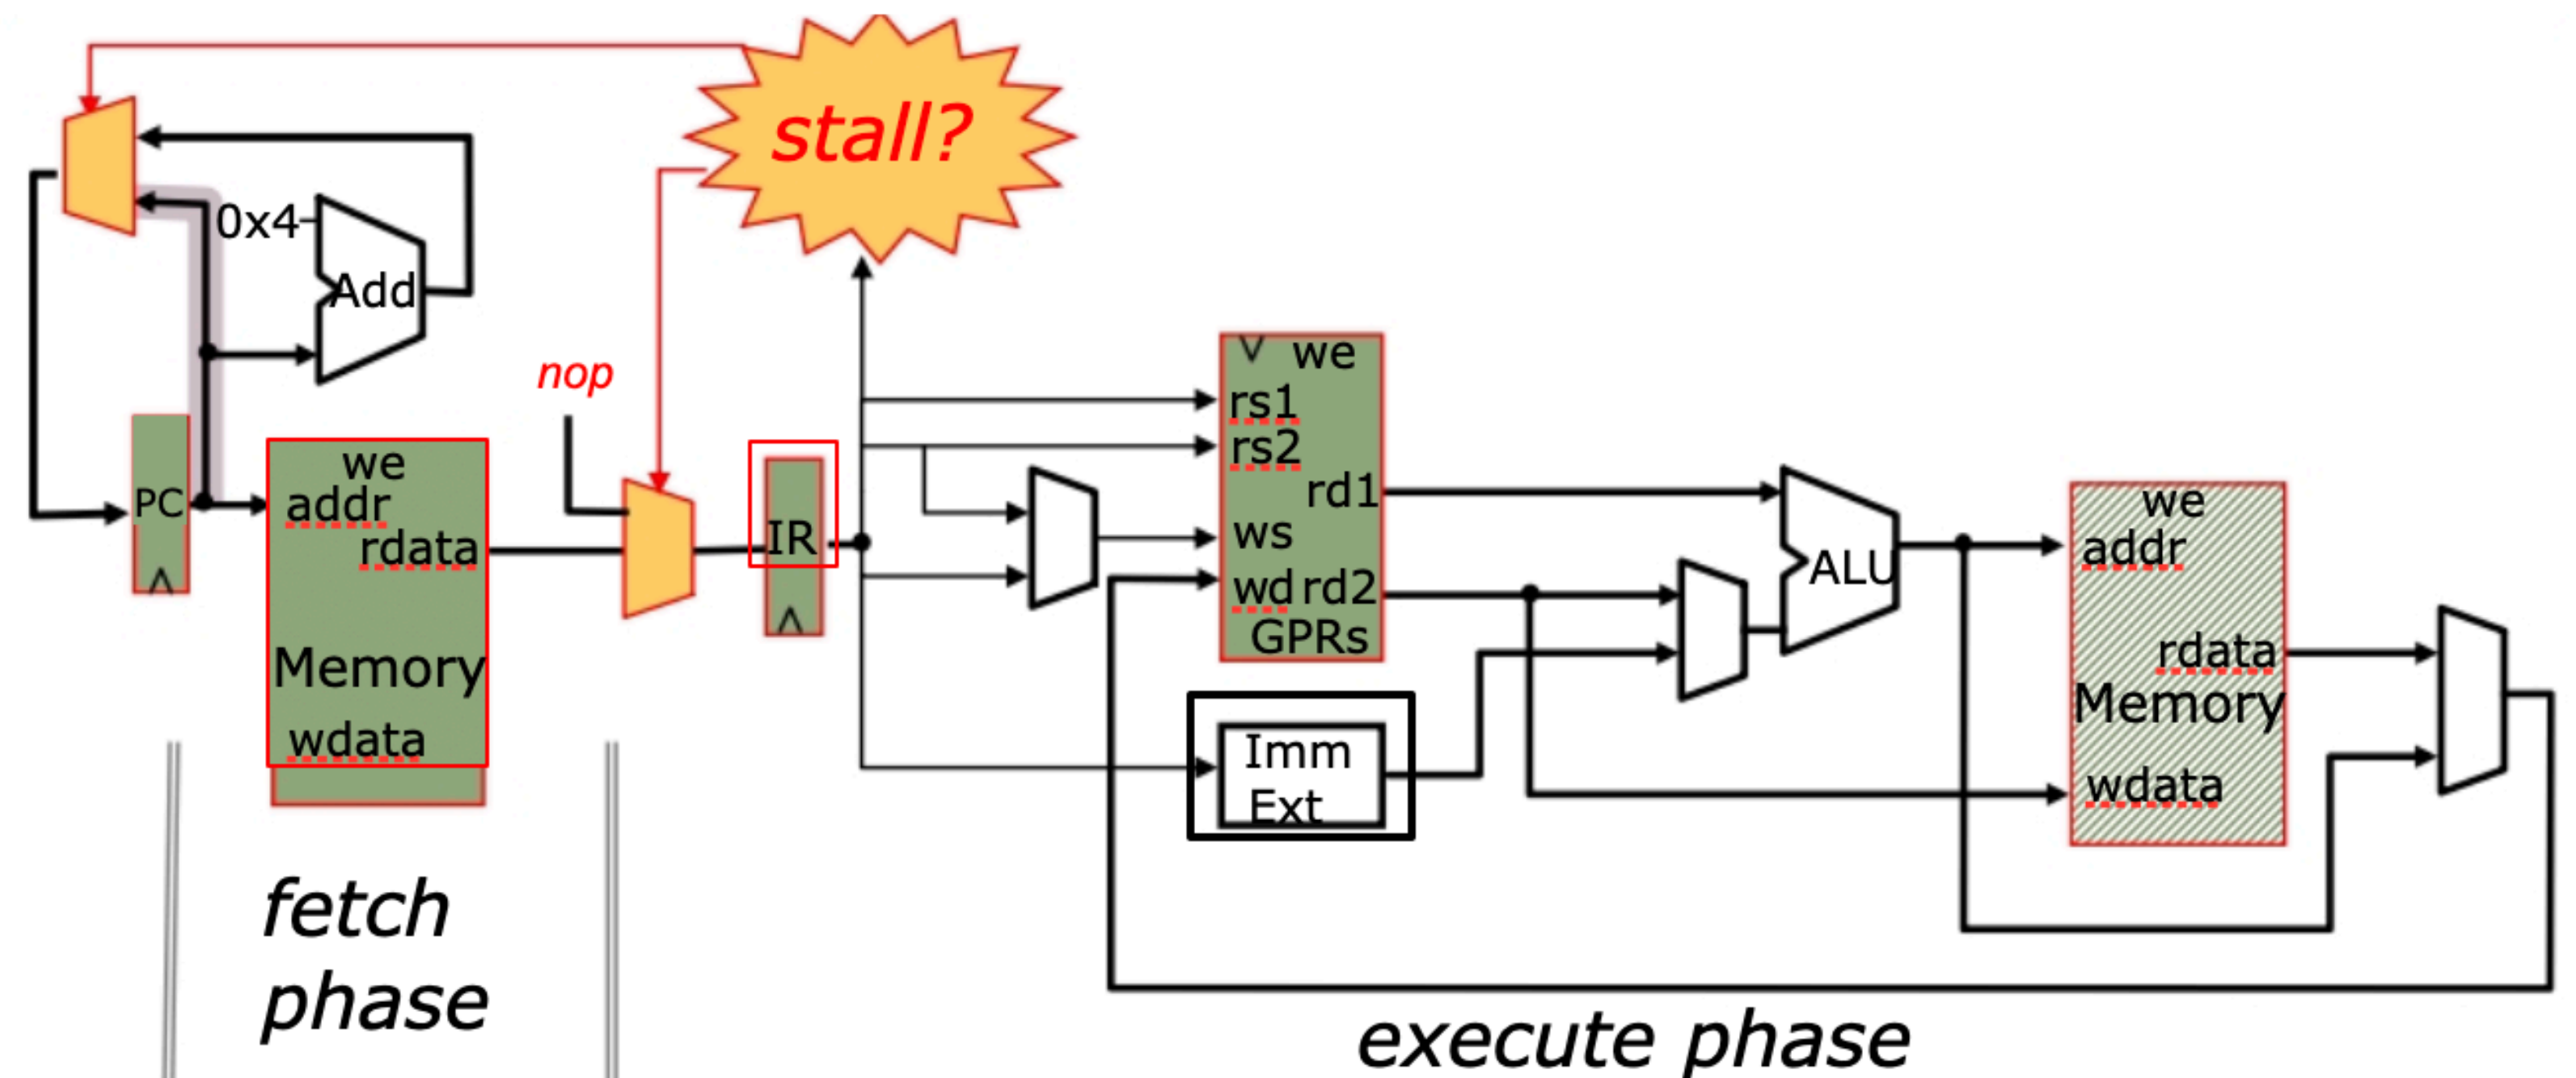 stall?
0x4
Add
nop
PC
we
addr
rdata
Memory
wdata
IR
we
rs1
rs2
rd1
ws
wd rd2
GPRs
Imm
Ext
ALU
we
addr
rdata
Memory
wdata
fetch
phase
execute phase